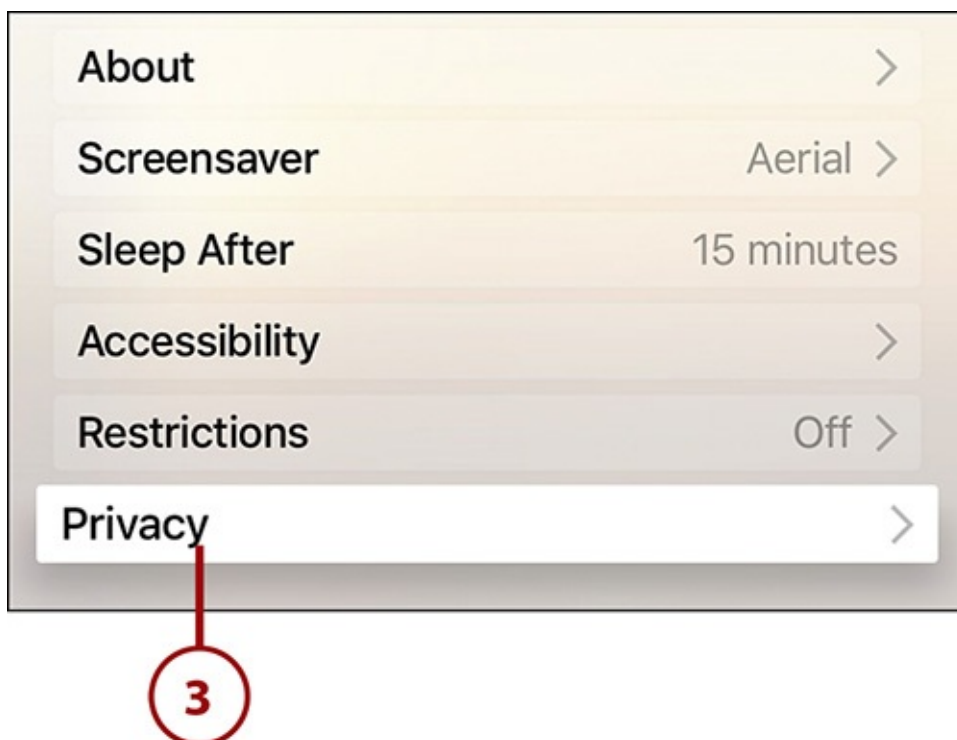 About
Screensaver Aerial
Sleep After 15 minutes
Accessibility
Restrictions Off
Privacy
3